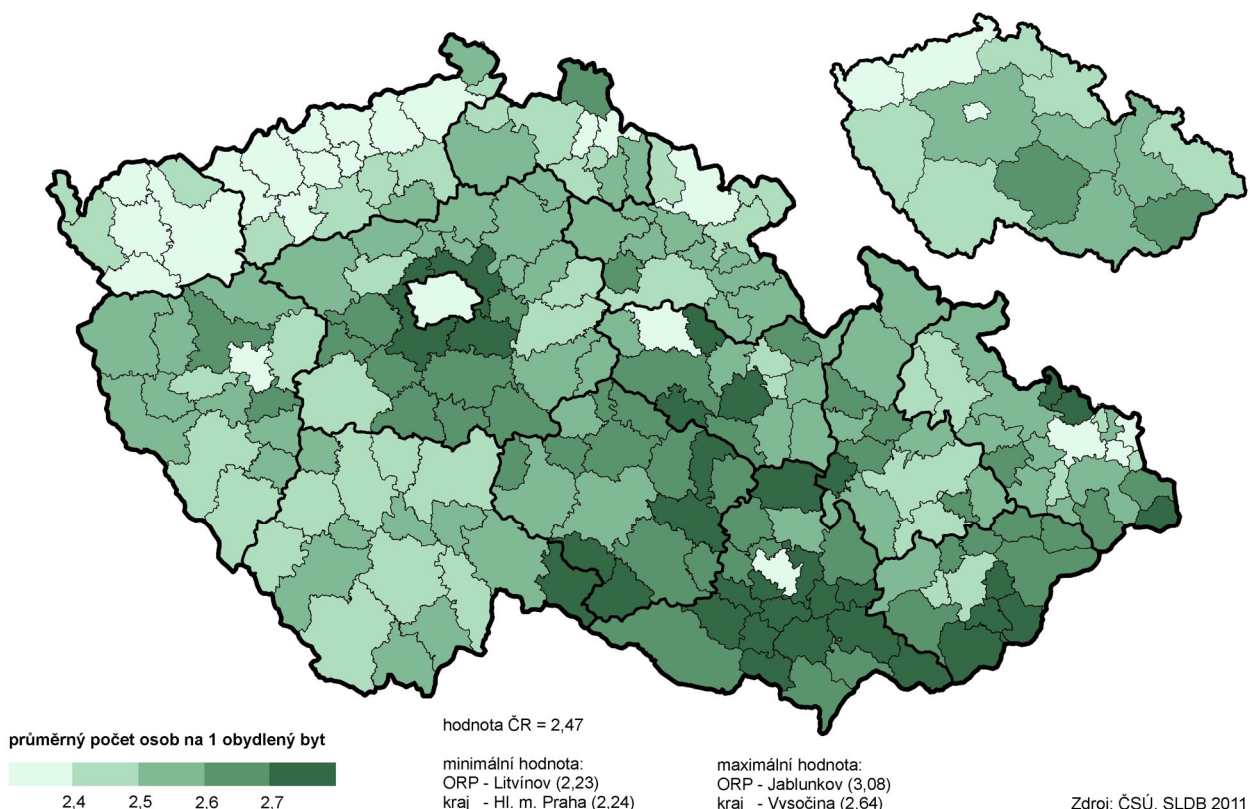 průměrný počet osob na 1 obydlený byt
2,4 2,5 2,6 2,7
hodnota ČR = 2,47
minimální hodnota:
ORP - Litvínov (2,23)
kraj - Hl. m. Praha (2,24)
maximální hodnota:
ORP - Jablunkov (3,08)
kraj - Vysočina (2,64)
Zdroj: ČSÚ, SLDB 2011